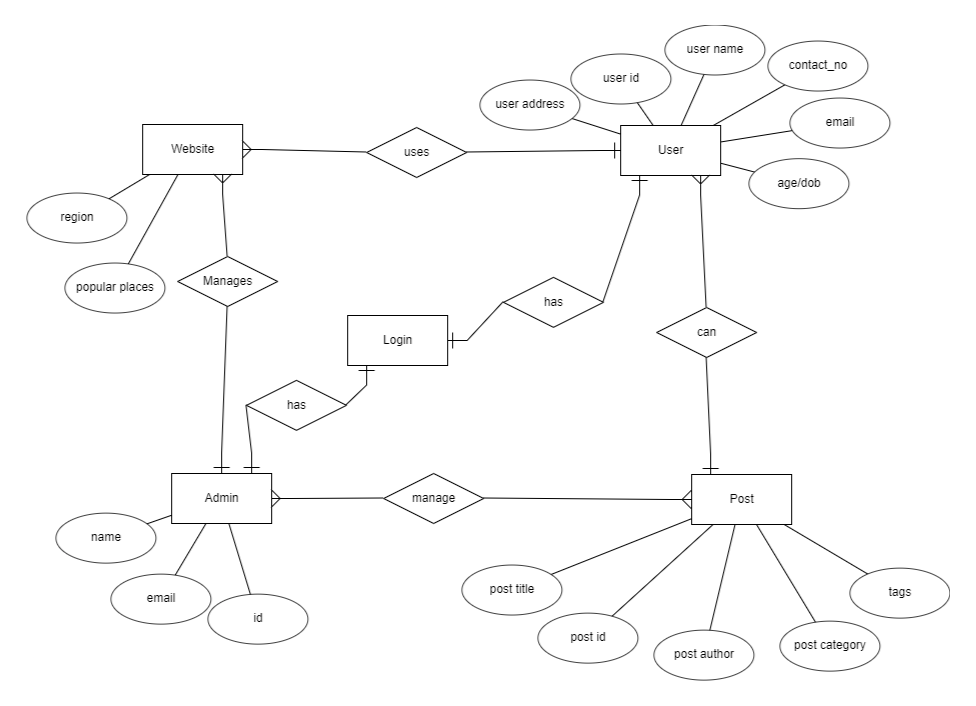 user name
contact_no
user id
user address
email
Website
uses
User
age/dob
region
Manages
popular places
has
can
Login
has
Admin
manage
Post
name
post title
email
tags
id
post id
post category
post author